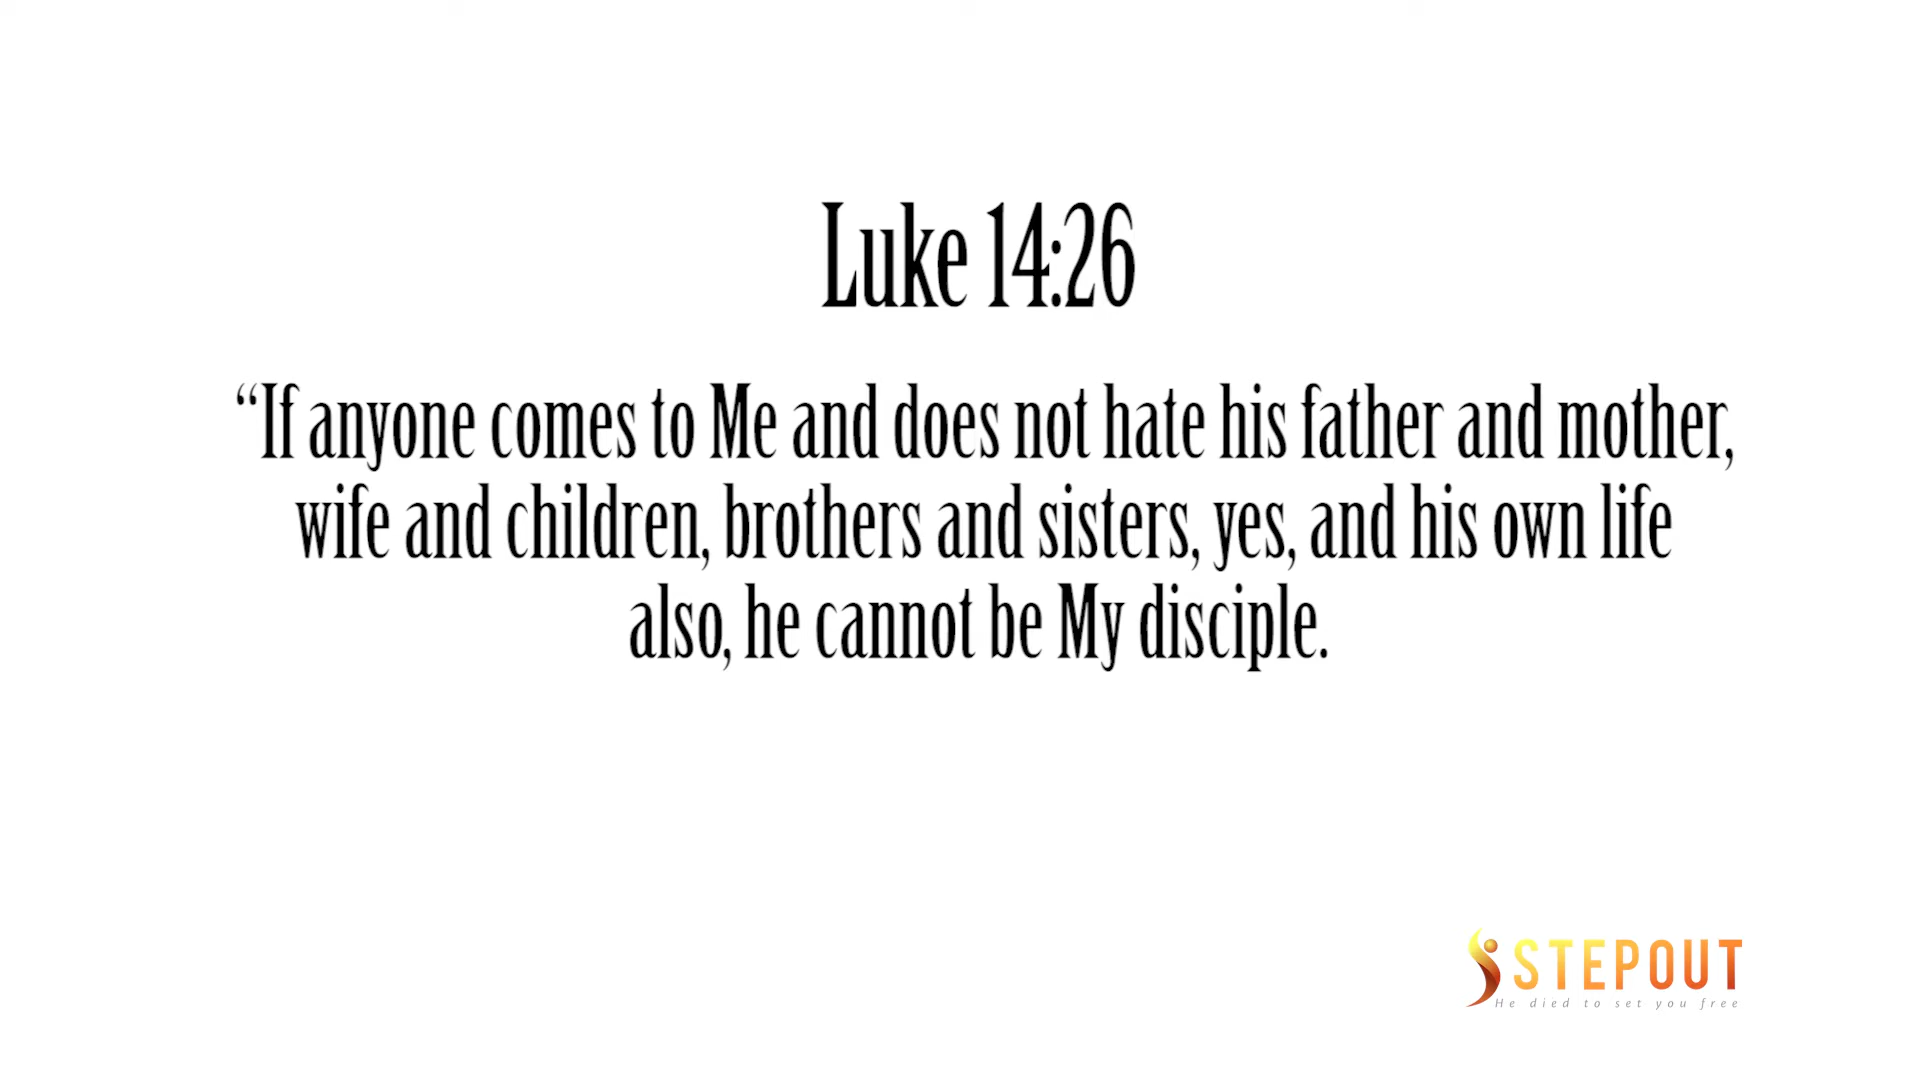 Luke 14:26
“If anyone comes to Me and does not hate his father and mother,
wife and children, brothers and sisters, yes, and his own life
also, he cannot be My disciple.
STEPOUT
He died to set you free